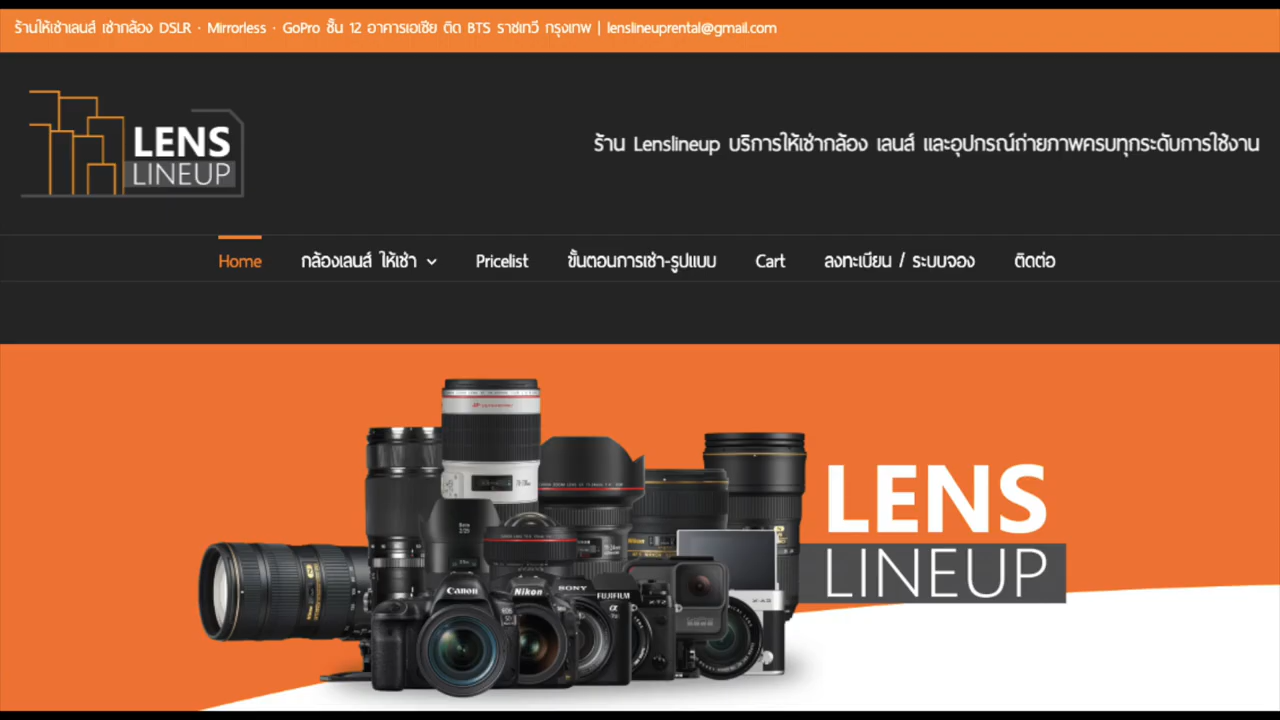 ร้านให้เช่าเลนส์ เช่ากล้อง DSLR · Mirrorless · GoPro ชั้น 12 อาคารเอเชีย ติด BTS ราชเทวี กรุงเทพ | lenslineuprental@gmail.com
LENS
LINEUP
ร้าน Lenslineup บริการให้เช่ากล้อง เลนส์ และอุปกรณ์ถ่ายภาพครบทุกระดับการใช้งาน
Home กล้องเลนส์ ให้เช่า Pricelist ขั้นตอนการเช่า-รูปแบบ Cart ลงทะเบียน / ระบบจอง ติดต่อ
LENS
LINEUP
Canon Nikon SONY FUJIFILM